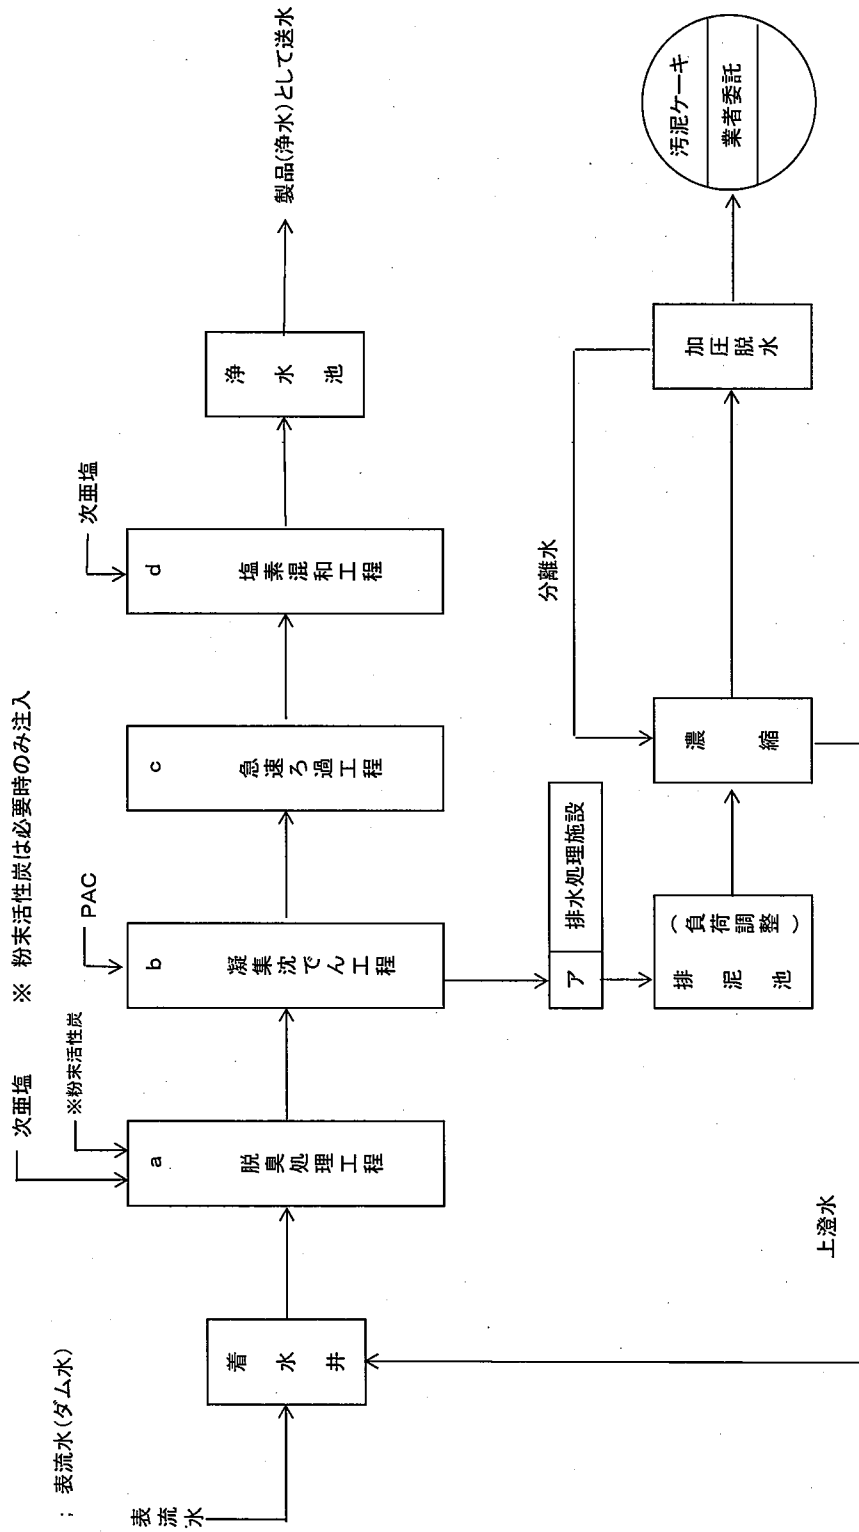 ; 表流水(ダム水)
※ 粉末活性炭は必要時のみ注入
次亜塩
※粉末活性炭
PAC
次亜塩
表流水
着水井
a
脱臭処理工程
b
凝集沈でん工程
c
急速ろ過工程
d
塩素混和工程
浄水池
製品(浄水)として送水
ア
排水処理施設
分離水
排泥池
(負荷調整)
濃縮
加圧脱水
汚泥ケーキ
業者委託
上澄水